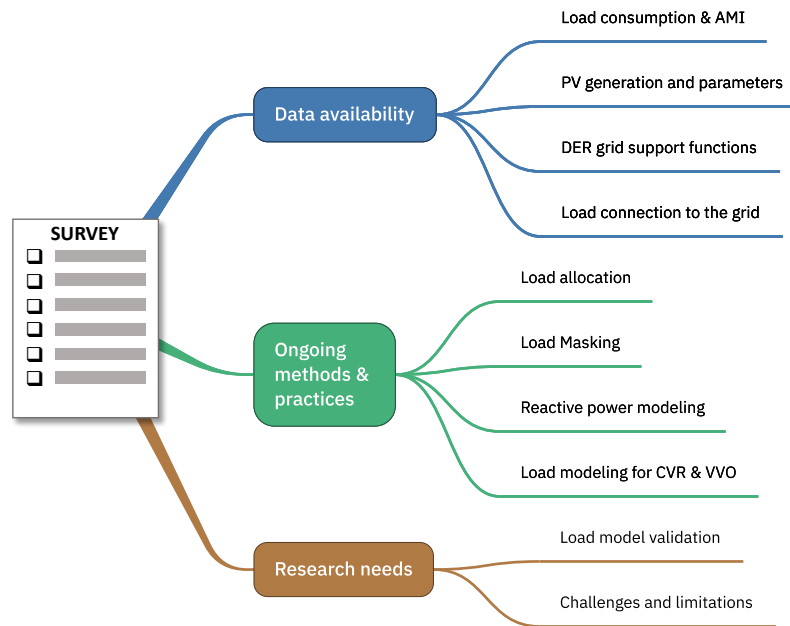 SURVEY
Data availability
Load consumption & AMI
PV generation and parameters
DER grid support functions
Load connection to the grid
Ongoing
methods &
practices
Load allocation
Load Masking
Reactive power modeling
Load modeling for CVR & VVO
Research needs
Load model validation
Challenges and limitations